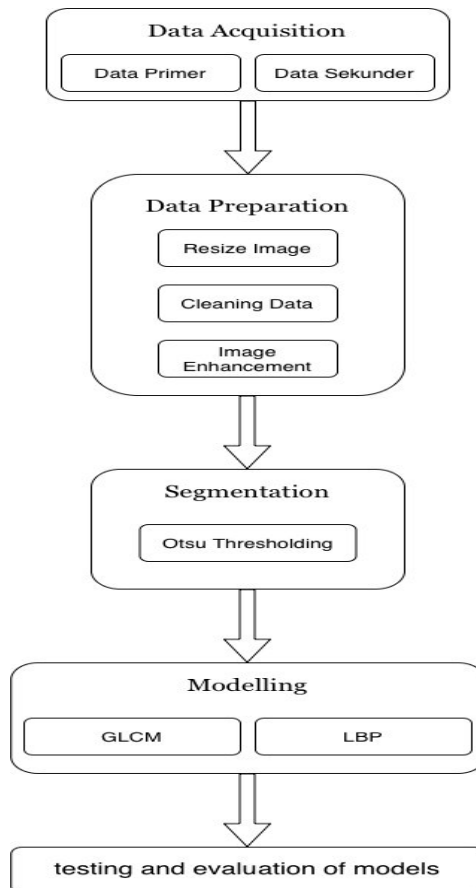 Data Acquisition
Data Primer
Data Sekunder
Data Preparation
Resize Image
Cleaning Data
Image
Enhancement
Segmentation
Otsu Thresholding
Modelling
GLCM
LBP
testing and evaluation of models